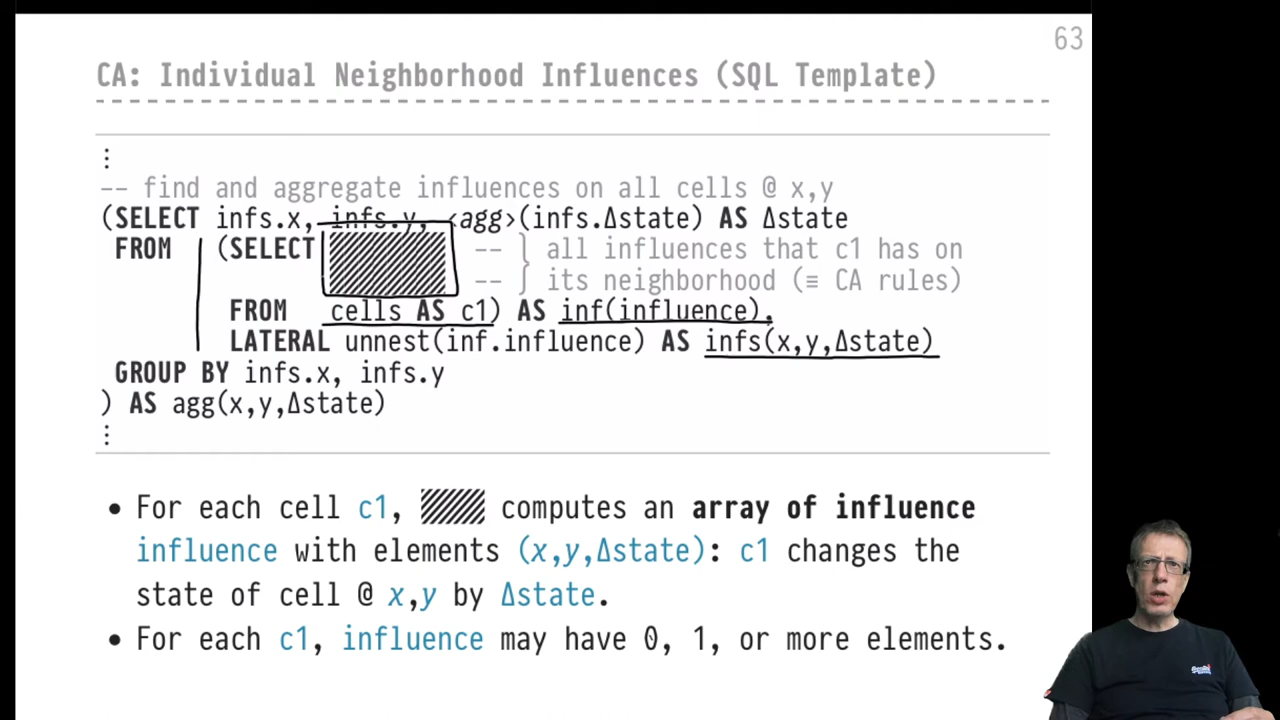 63
CA: Individual Neighborhood Influences (SQL Template)
⋮
-- find and aggregate influences on all cells @ x,y
(SELECT infs.x, infs.y, ‹agg›(infs.Δstate) AS Δstate
FROM (SELECT -- } all influences that c1 has on
-- } its neighborhood (≡ CA rules)
FROM cells AS c1) AS inf(influence),
LATERAL unnest(inf.influence) AS infs(x,y,Δstate)
GROUP BY infs.x, infs.y
) AS agg(x,y,Δstate)
⋮
• For each cell c1, computes an array of influence
influence with elements (x,y,Δstate): c1 changes the
state of cell @ x,y by Δstate.
• For each c1, influence may have 0, 1, or more elements.